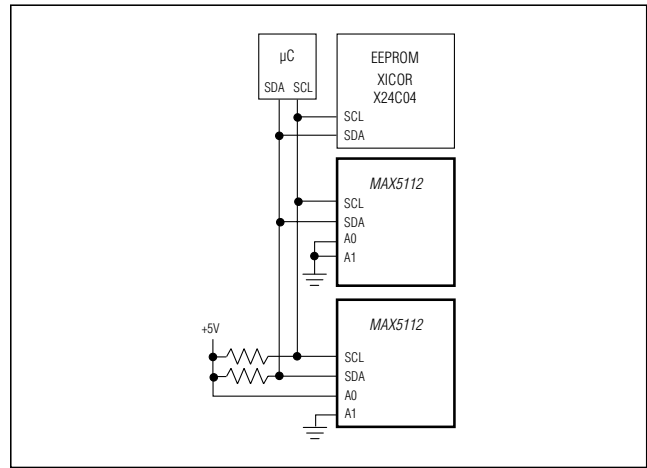 µC
SDA SCL
EEPROM
XICOR
X24C04
SCL
SDA
MAX5112
SCL
SDA
A0
A1
+5V
MAX5112
SCL
SDA
A0
A1